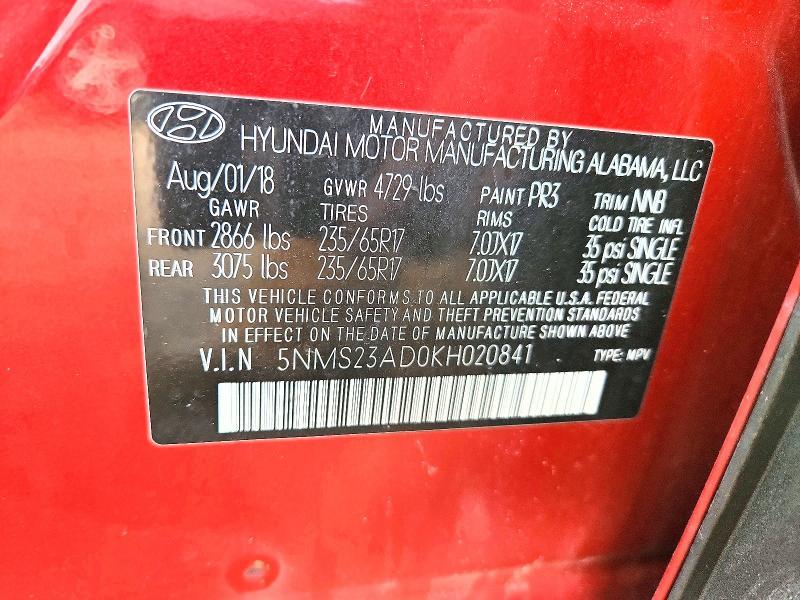 MANUFACTURED BY
HYUNDAI MOTOR MANUFACTURING ALABAMA, LLC
Aug/01/18 GVWR 4729 lbs PAINT PR3 TRIM NNB
GAWR TIRES RIMS COLD TIRE INFL
FRONT 2866 lbs 235/65R17 7.0JX17 35 psi SINGLE
REAR 3075 lbs 235/65R17 7.0JX17 35 psi SINGLE
THIS VEHICLE CONFORMS TO ALL APPLICABLE U.S.A. FEDERAL
MOTOR VEHICLE SAFETY AND THEFT PREVENTION STANDARDS
IN EFFECT ON THE DATE OF MANUFACTURE SHOWN ABOVE
V.I.N 5NMS23AD0KH020841 TYPE: MPV